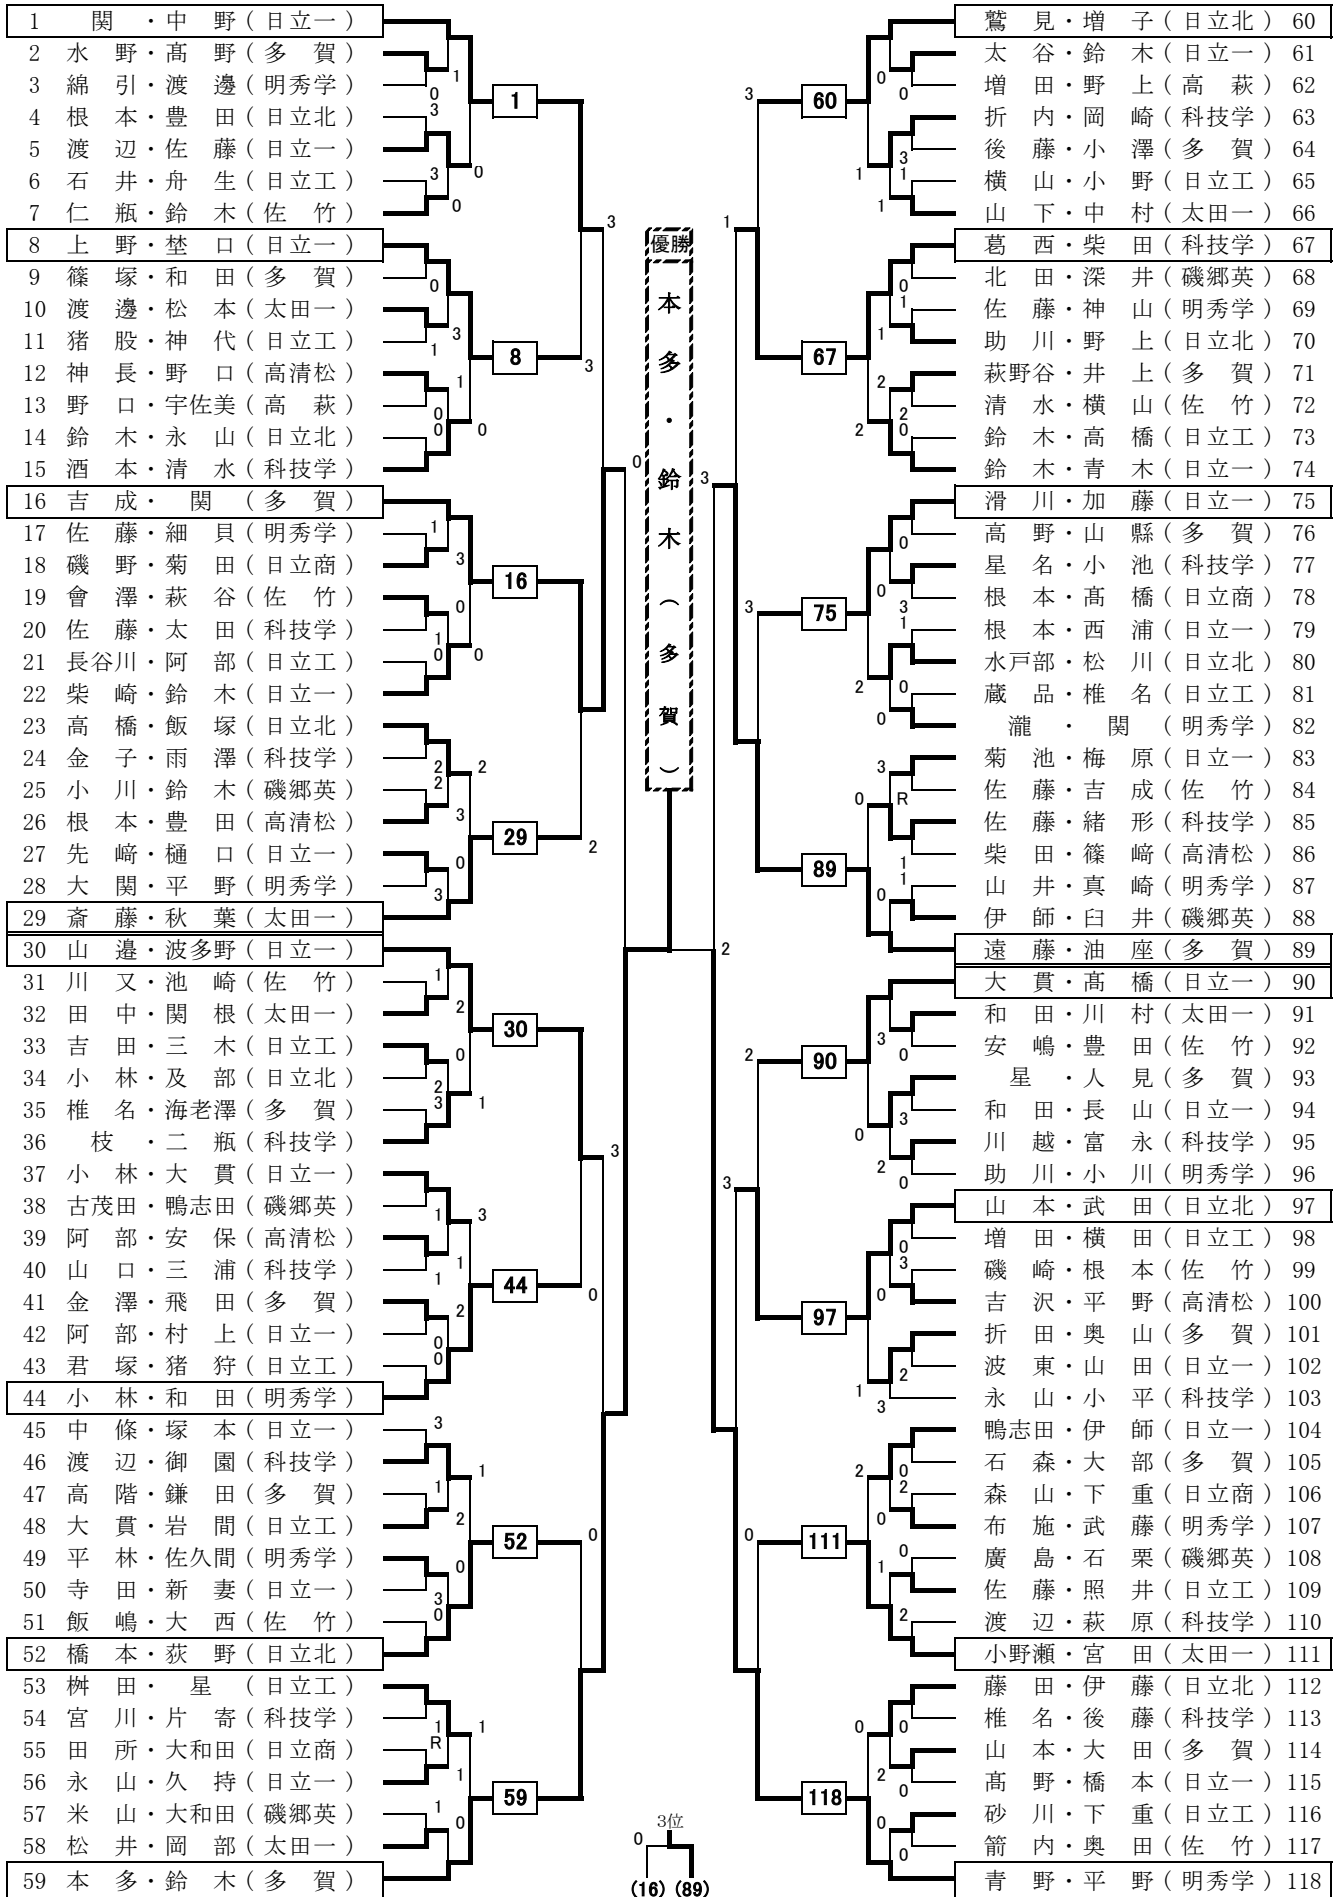 1 関・中野(日立一)
2 水野・髙野(多賀)
3 綿引・渡邊(明秀学)
4 根本・豊田(日立北)
5 渡辺・佐藤(日立一)
6 石井・舟生(日立工)
7 仁瓶・鈴木(佐竹)
8 上野・埜口(日立一)
9 篠塚・和田(多賀)
10 渡邊・松本(太田一)
11 猪股・神代(日立工)
12 神長・野口(高清松)
13 野口・宇佐美(高萩)
14 鈴木・永山(日立北)
15 酒本・清水(科技学)
16 吉成・関(多賀)
17 佐藤・細貝(明秀学)
18 磯野・菊田(日立商)
19 會澤・萩谷(佐竹)
20 佐藤・太田(科技学)
21 長谷川・阿部(日立工)
22 柴崎・鈴木(日立一)
23 高橋・飯塚(日立北)
24 金子・雨澤(科技学)
25 小川・鈴木(磯郷英)
26 根本・豊田(高清松)
27 先﨑・樋口(日立一)
28 大関・平野(明秀学)
29 斎藤・秋葉(太田一)
30 山邉・波多野(日立一)
31 川又・池崎(佐竹)
32 田中・関根(太田一)
33 吉田・三木(日立工)
34 小林・及部(日立北)
35 椎名・海老澤(多賀)
36 枝・二瓶(科技学)
37 小林・大貫(日立一)
38 古茂田・鴨志田(磯郷英)
39 阿部・安保(高清松)
40 山口・三浦(科技学)
41 金澤・飛田(多賀)
42 阿部・村上(日立一)
43 君塚・猪狩(日立工)
44 小林・和田(明秀学)
45 中條・塚本(日立一)
46 渡辺・御園(科技学)
47 高階・鎌田(多賀)
48 大貫・岩間(日立工)
49 平林・佐久間(明秀学)
50 寺田・新妻(日立一)
51 飯嶋・大西(佐竹)
52 橋本・荻野(日立北)
53 桝田・星(日立工)
54 宮川・片寄(科技学)
55 田所・大和田(日立商)
56 永山・久持(日立一)
57 米山・大和田(磯郷英)
58 松井・岡部(太田一)
59 本多・鈴木(多賀)
1
8
16
29
30
44
52
59
優勝
本多・鈴木(多賀)
3位
0
(16) (89)
60
67
75
89
90
97
111
118
鷲見・増子(日立北) 60
太谷・鈴木(日立一) 61
増田・野上(高萩) 62
折内・岡崎(科技学) 63
後藤・小澤(多賀) 64
横山・小野(日立工) 65
山下・中村(太田一) 66
葛西・柴田(科技学) 67
北田・深井(磯郷英) 68
佐藤・神山(明秀学) 69
助川・野上(日立北) 70
萩野谷・井上(多賀) 71
清水・横山(佐竹) 72
鈴木・高橋(日立工) 73
鈴木・青木(日立一) 74
滑川・加藤(日立一) 75
高野・山縣(多賀) 76
星名・小池(科技学) 77
根本・髙橋(日立商) 78
根本・西浦(日立一) 79
水戸部・松川(日立北) 80
蔵品・椎名(日立工) 81
瀧・関(明秀学) 82
菊池・梅原(日立一) 83
佐藤・吉成(佐竹) 84
佐藤・緒形(科技学) 85
柴田・篠﨑(高清松) 86
山井・真崎(明秀学) 87
伊師・臼井(磯郷英) 88
遠藤・油座(多賀) 89
大貫・髙橋(日立一) 90
和田・川村(太田一) 91
安嶋・豊田(佐竹) 92
星・人見(多賀) 93
和田・長山(日立一) 94
川越・富永(科技学) 95
助川・小川(明秀学) 96
山本・武田(日立北) 97
増田・横田(日立工) 98
磯崎・根本(佐竹) 99
吉沢・平野(高清松) 100
折田・奥山(多賀) 101
波東・山田(日立一) 102
永山・小平(科技学) 103
鴨志田・伊師(日立一) 104
石森・大部(多賀) 105
森山・下重(日立商) 106
布施・武藤(明秀学) 107
廣島・石栗(磯郷英) 108
佐藤・照井(日立工) 109
渡辺・萩原(科技学) 110
小野瀬・宮田(太田一) 111
藤田・伊藤(日立北) 112
椎名・後藤(科技学) 113
山本・大田(多賀) 114
髙野・橋本(日立一) 115
砂川・下重(日立工) 116
箭内・奥田(佐竹) 117
青野・平野(明秀学) 118